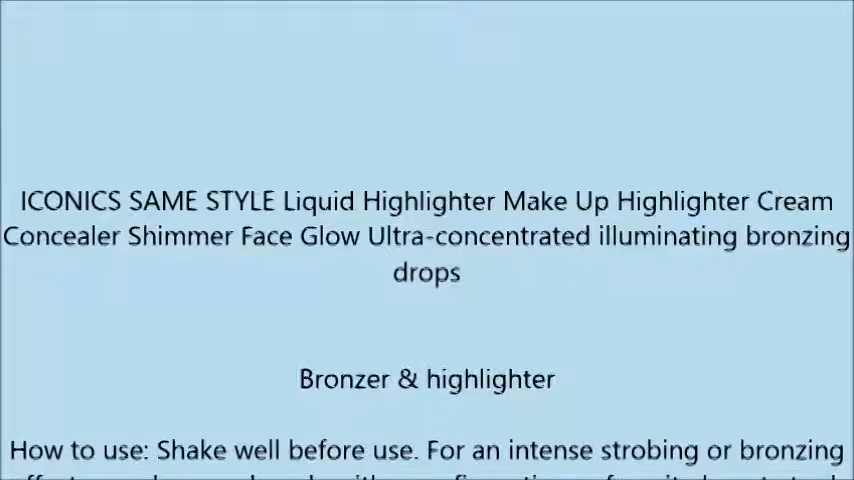 ICONICS SAME STYLE Liquid Highlighter Make Up Highlighter Cream
Concealer Shimmer Face Glow Ultra-concentrated illuminating bronzing
drops
Bronzer & highlighter
How to use: Shake well before use. For an intense strobing or bronzing